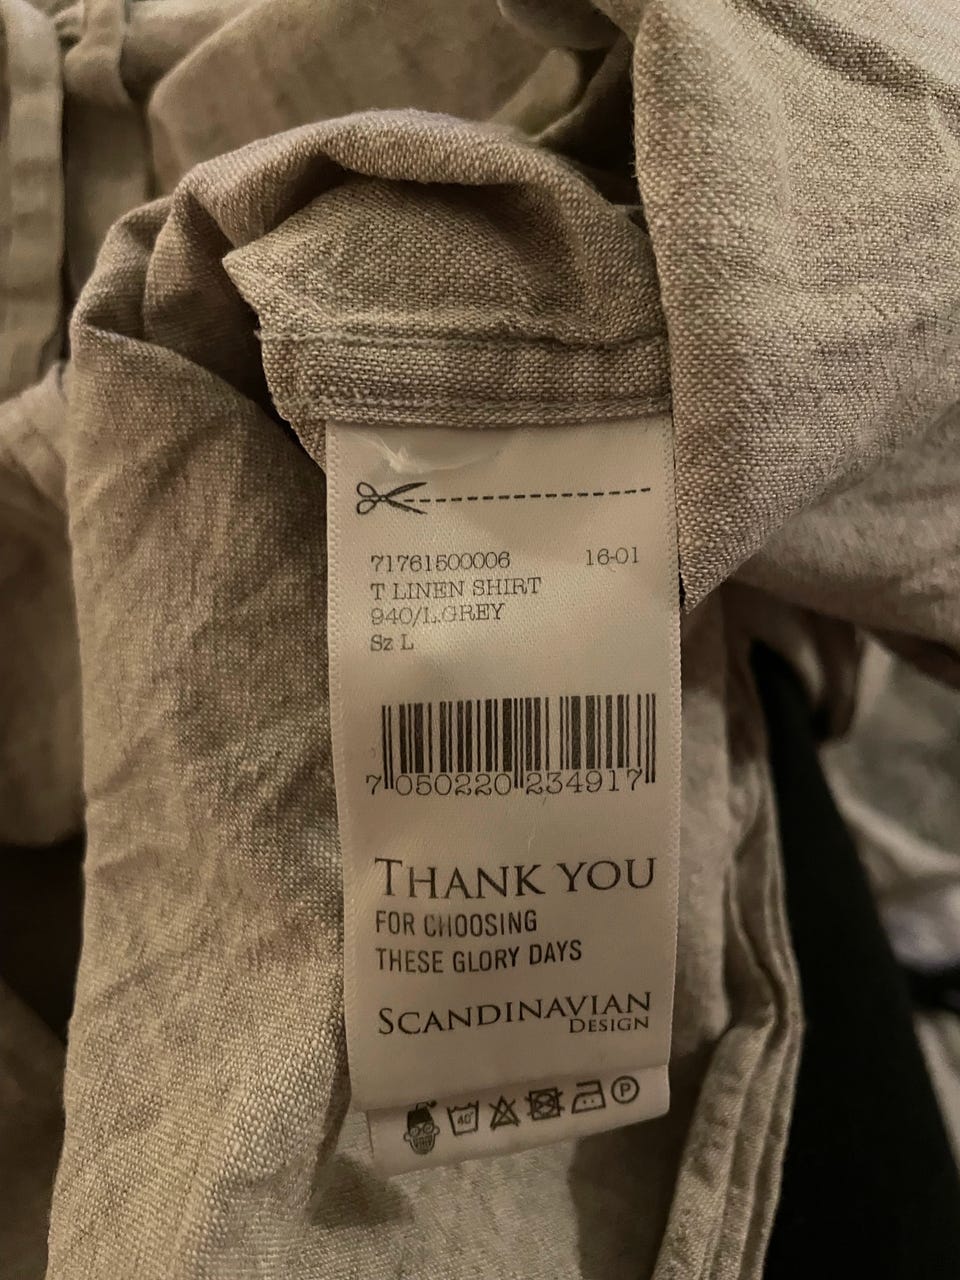 71761500006 16-01
T LINEN SHIRT
940/L.GREY
Sz L
7 050220 234917
THANK YOU
FOR CHOOSING
THESE GLORY DAYS
SCANDINAVIAN
DESIGN
40° P